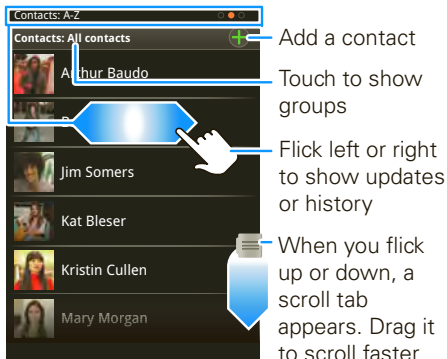 Contacts: A-Z
Contacts: All contacts
Add a contact
Arthur Baudo
Touch to show
groups
Jim Somers
Flick left or right
to show updates
or history
Kat Bleser
Kristin Cullen
Mary Morgan
When you flick
up or down, a
scroll tab
appears. Drag it
to scroll faster